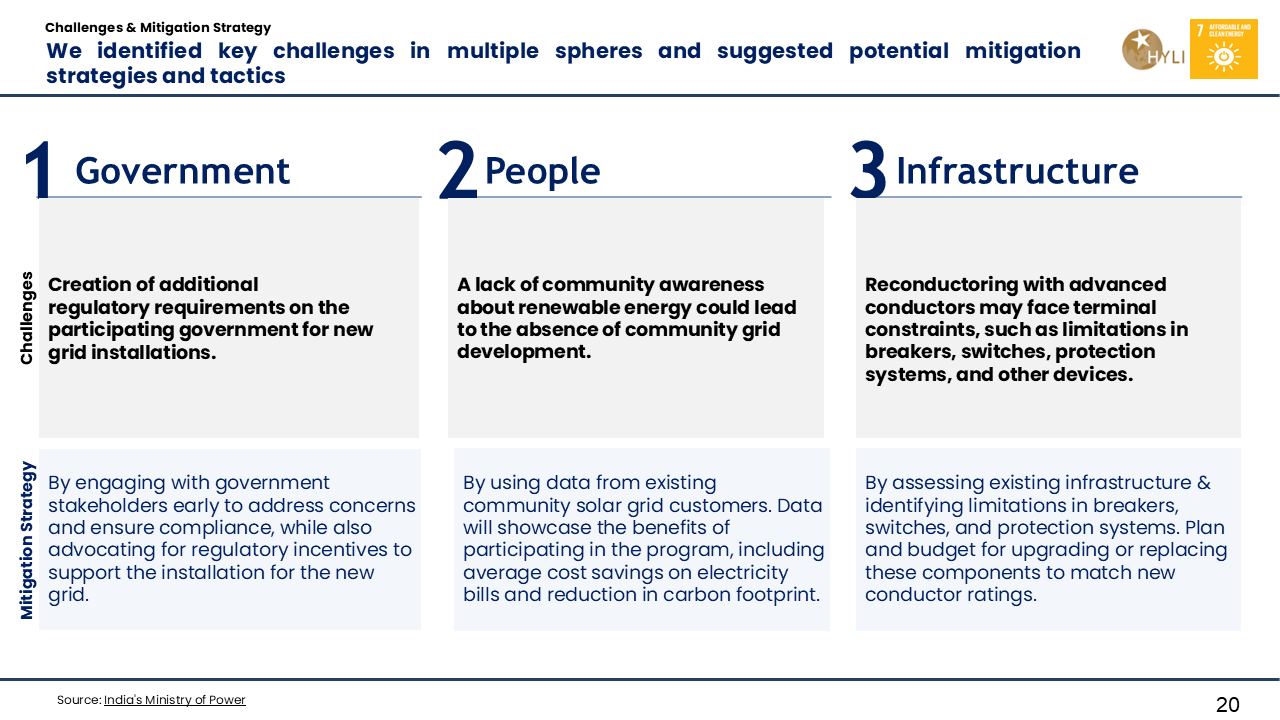 Challenges & Mitigation Strategy
We identified key challenges in multiple spheres and suggested potential mitigation
strategies and tactics
HYLI
7 AFFORDABLE AND
CLEAN ENERGY
1 Government
2 People
3 Infrastructure
Challenges
Creation of additional
regulatory requirements on the
participating government for new
grid installations.
A lack of community awareness
about renewable energy could lead
to the absence of community grid
development.
Reconductoring with advanced
conductors may face terminal
constraints, such as limitations in
breakers, switches, protection
systems, and other devices.
Mitigation Strategy
By engaging with government
stakeholders early to address concerns
and ensure compliance, while also
advocating for regulatory incentives to
support the installation for the new
grid.
By using data from existing
community solar grid customers. Data
will showcase the benefits of
participating in the program, including
average cost savings on electricity
bills and reduction in carbon footprint.
By assessing existing infrastructure &
identifying limitations in breakers,
switches, and protection systems. Plan
and budget for upgrading or replacing
these components to match new
conductor ratings.
Source: India's Ministry of Power
20